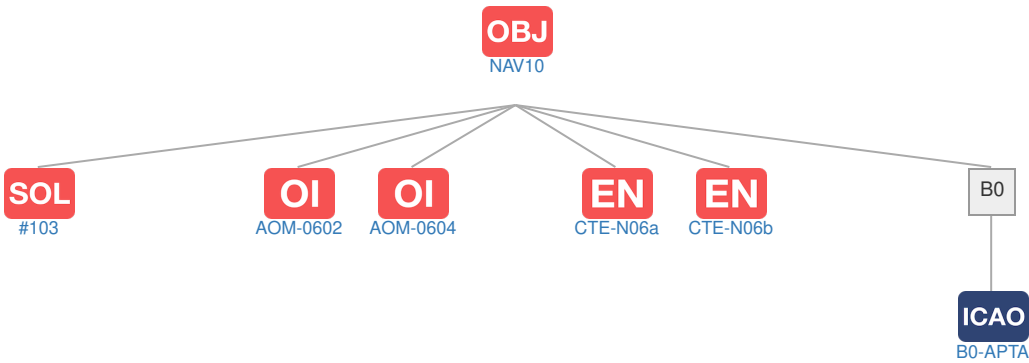 OBJ
NAV10
SOL
#103
OI
AOM-0602
OI
AOM-0604
EN
CTE-N06a
EN
CTE-N06b
B0
ICAO
B0-APTA